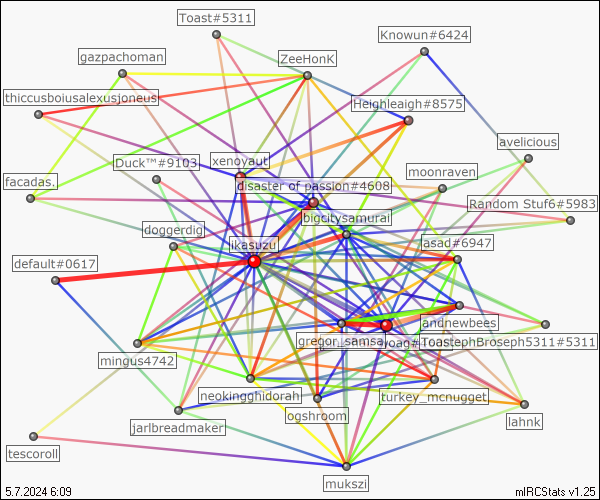 Toast#5311
Knowun#6424
gazpachoman
ZeeHonK
thiccusboiusalexusjoneus
Heighleaigh#8575
avelicious
Duck™#9103
xenoyaut
moonraven
facadas.
disaster of passion#4608
Random Stuf6#5983
bigcitysamurai
doggerdig
ikasuzu
lasad#6947
default#0617
andnewbees
gregor_samsa
ToastephBroseph5311#5311
mingus4742
neokingghidorah
turkey_mcnugget
ogshroom
lahnk
jarlbreadmaker
tescoroll
mukszi
5.7.2024 6:09
mIRCStats v1.25